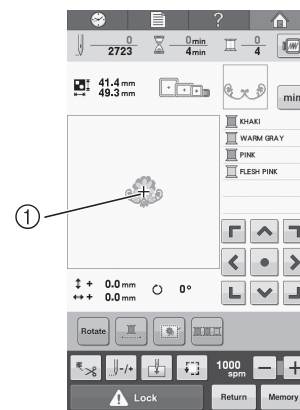 ?
0
2723
0 min
4 min
0
4
41.4 mm
49.3 mm
min
KHAKI
WARM GRAY
PINK
FLESH PINK
1
+ 0.0 mm
+ 0.0 mm
0°
Rotate
-/+
1000
spm
− +
Lock
Return
Memory